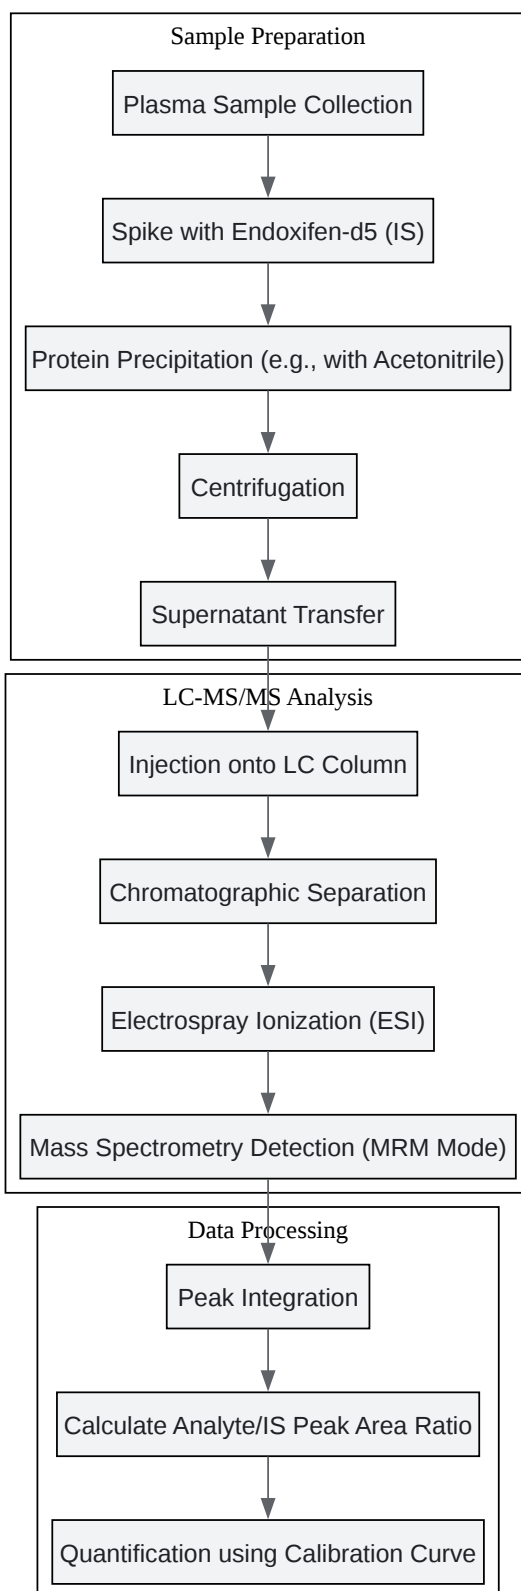 Sample Preparation
Plasma Sample Collection
Spike with Endoxifen-d5 (IS)
Protein Precipitation (e.g., with Acetonitrile)
Centrifugation
Supernatant Transfer
LC-MS/MS Analysis
Injection onto LC Column
Chromatographic Separation
Electrospray Ionization (ESI)
Mass Spectrometry Detection (MRM Mode)
Data Processing
Peak Integration
Calculate Analyte/IS Peak Area Ratio
Quantification using Calibration Curve